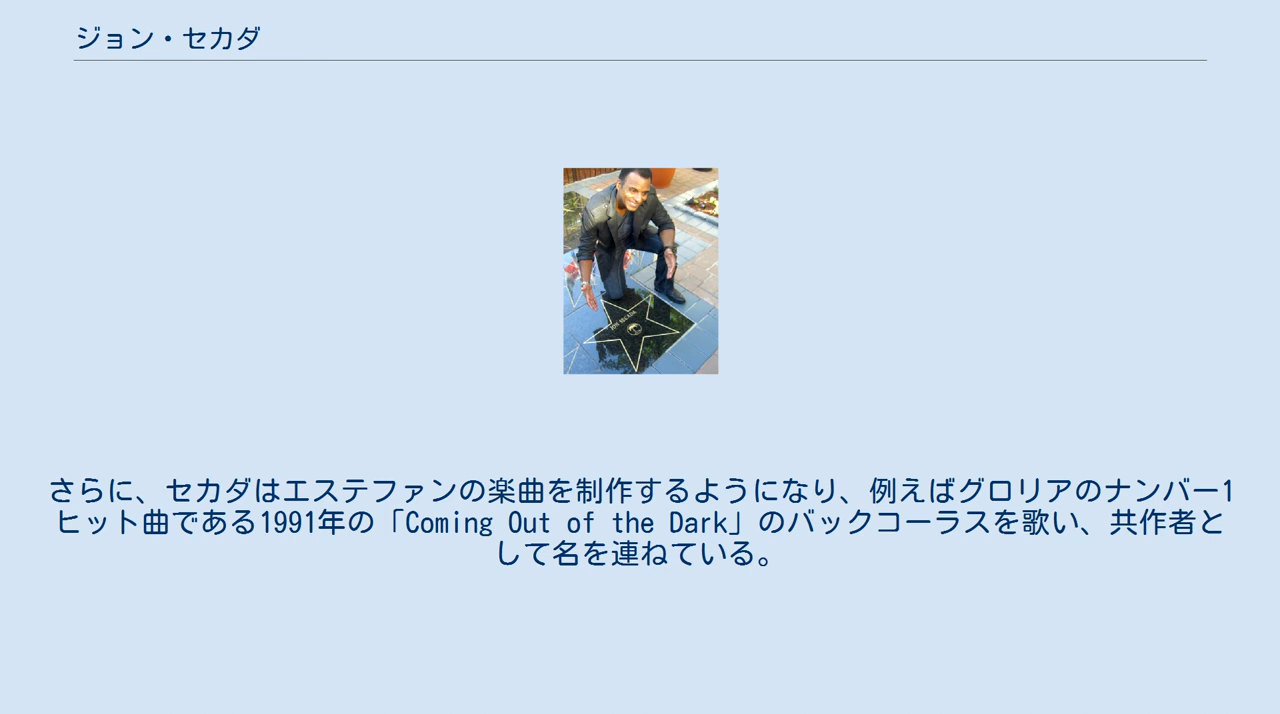 ジョン・セカダ
JON SECADA
さらに、セカダはエステファンの楽曲を制作するようになり、例えばグロリアのナンバー1
ヒット曲である1991年の「Coming Out of the Dark」のバックコーラスを歌い、共作者と
して名を連ねている。